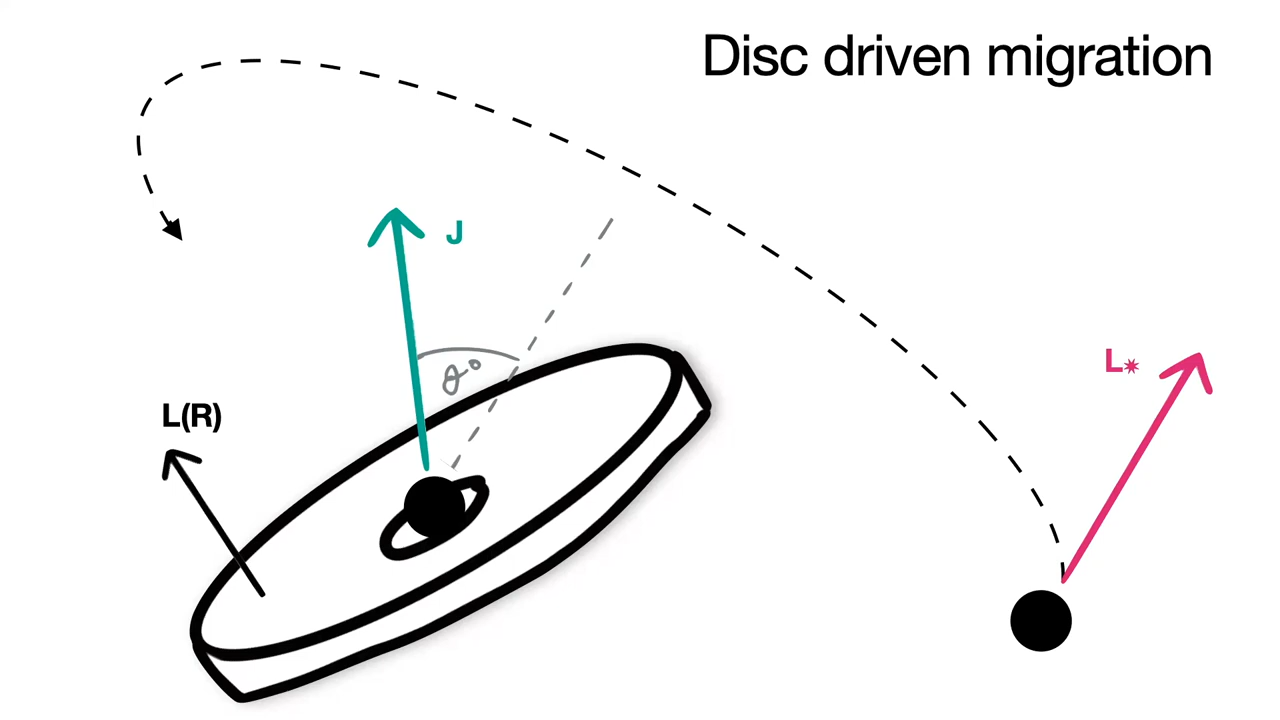 Disc driven migration
J
θ°
L(R)
L✷